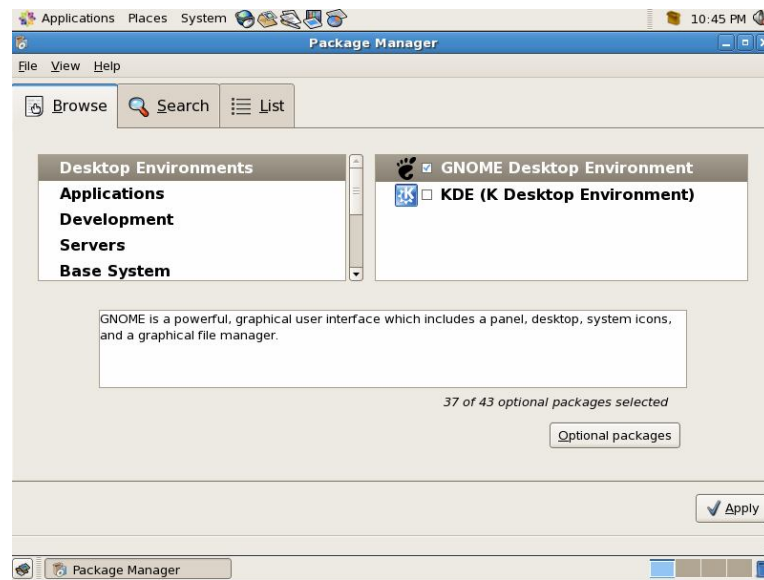 Applications Places System 10:45 PM
Package Manager
File View Help
Browse Search List
Desktop Environments
Applications
Development
Servers
Base System
GNOME Desktop Environment
KDE (K Desktop Environment)
GNOME is a powerful, graphical user interface which includes a panel, desktop, system icons,
and a graphical file manager.
37 of 43 optional packages selected
Optional packages
Apply
Package Manager